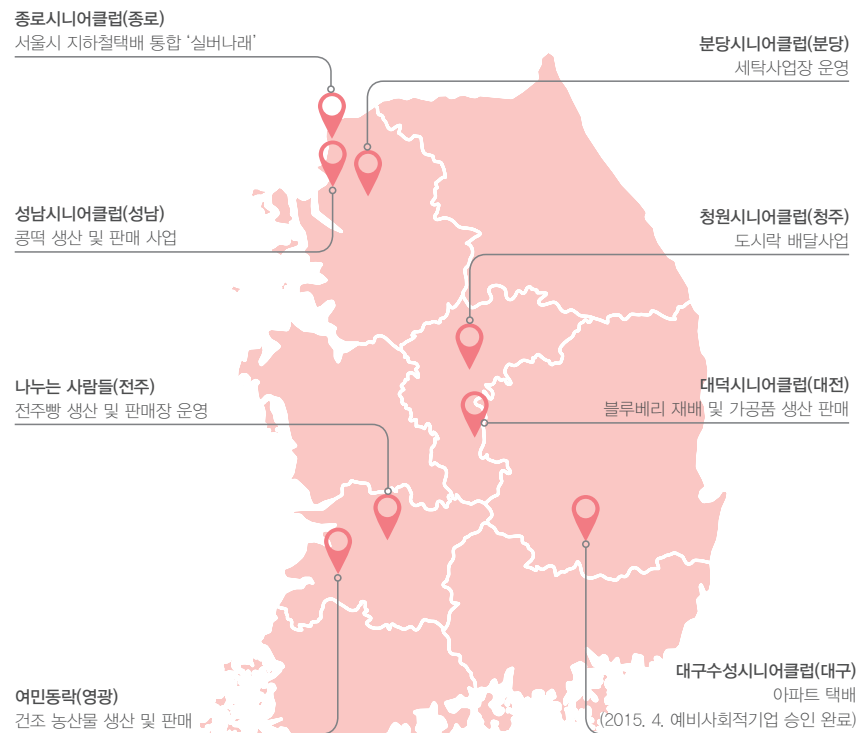 종로시니어클럽(종로)
서울시 지하철택배 통합 ‘실버나래’
분당시니어클럽(분당)
세탁사업장 운영
성남시니어클럽(성남)
콩떡 생산 및 판매 사업
청원시니어클럽(청주)
도시락 배달사업
나누는 사람들(전주)
전주빵 생산 및 판매장 운영
대덕시니어클럽(대전)
블루베리 재배 및 가공품 생산 판매
여민동락(영광)
건조 농산물 생산 및 판매
대구수성시니어클럽(대구)
아파트 택배
(2015. 4. 예비사회적기업 승인 완료)